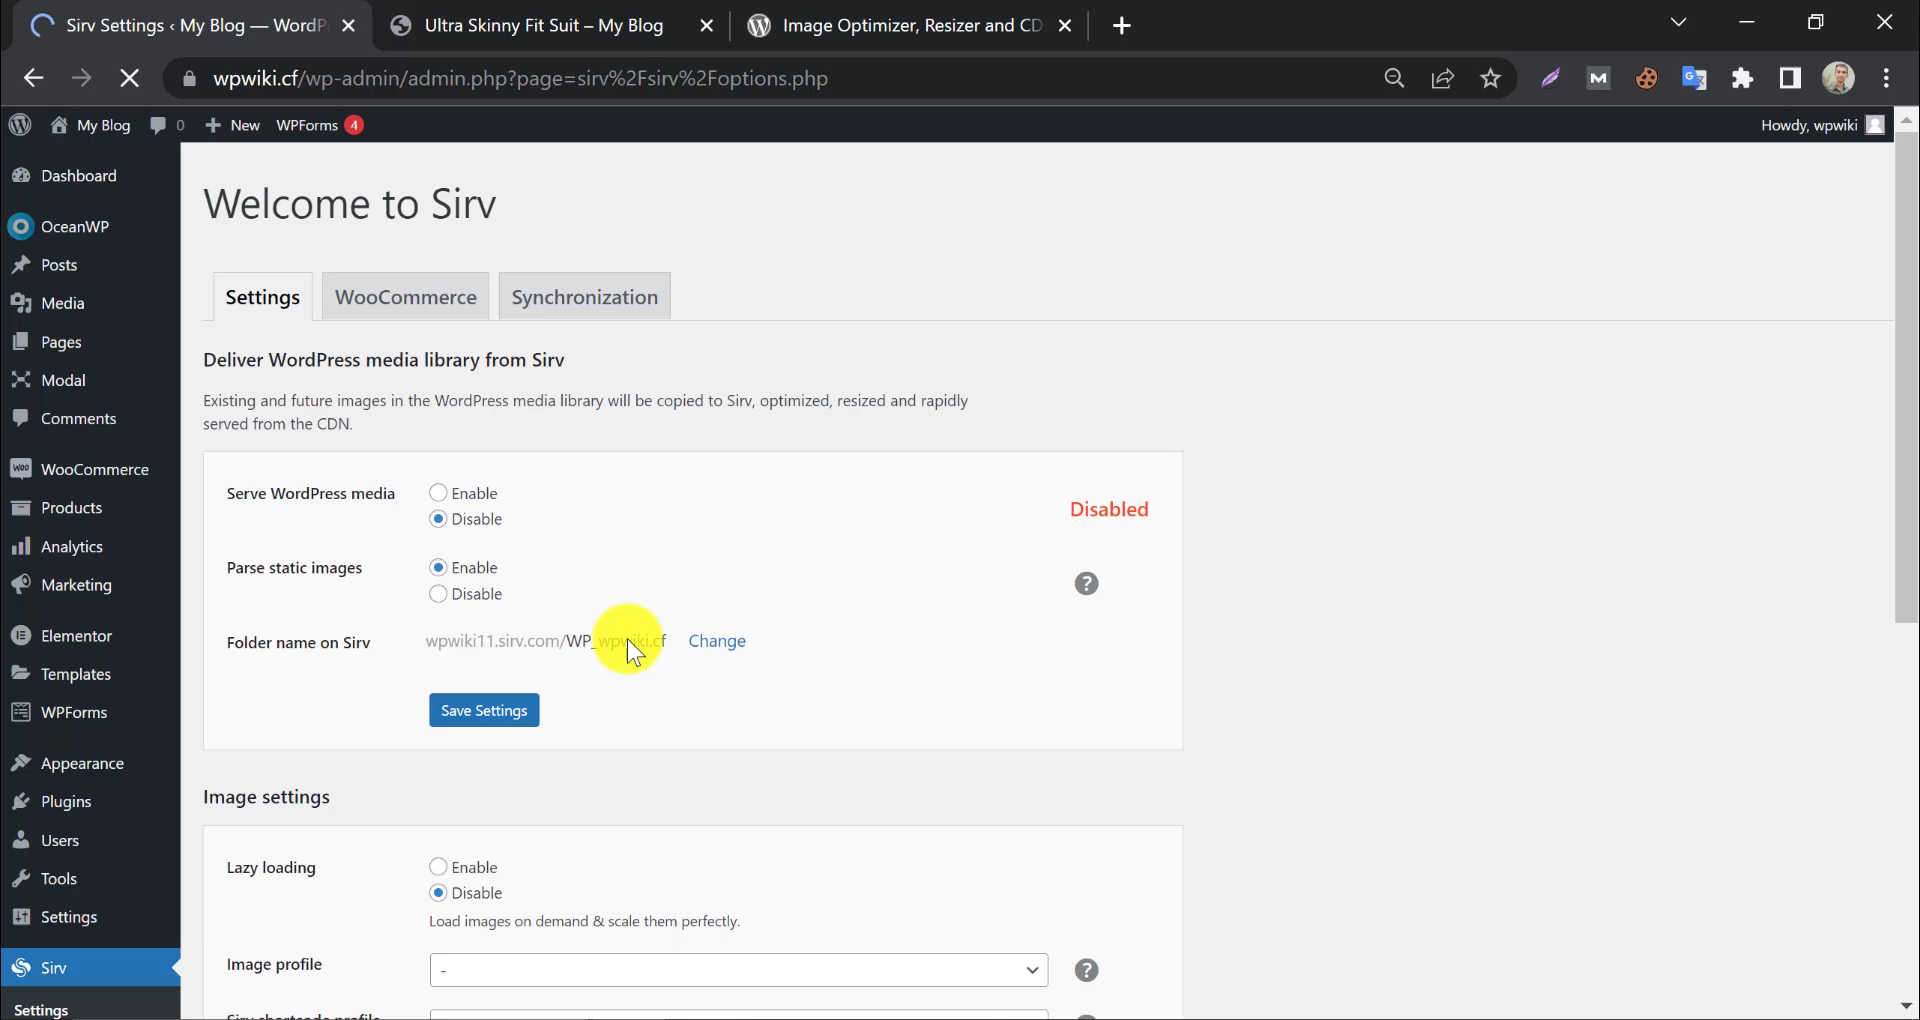 Sirv Settings ‹ My Blog — WordP
Ultra Skinny Fit Suit – My Blog
Image Optimizer, Resizer and CD
wpwiki.cf/wp-admin/admin.php?page=sirv%2Fsirv%2Foptions.php
My Blog
0
New
WPForms 4
Howdy, wpwiki
Dashboard
OceanWP
Posts
Media
Pages
Modal
Comments
WooCommerce
Products
Analytics
Marketing
Elementor
Templates
WPForms
Appearance
Plugins
Users
Tools
Settings
Sirv
Settings
Welcome to Sirv
Settings
WooCommerce
Synchronization
Deliver WordPress media library from Sirv
Existing and future images in the WordPress media library will be copied to Sirv, optimized, resized and rapidly
served from the CDN.
Serve WordPress media
Enable
Disable
Disabled
Parse static images
Enable
Disable
?
Folder name on Sirv
wpwiki11.sirv.com/WP_wpwiki.cf
Change
Save Settings
Image settings
Lazy loading
Enable
Disable
Load images on demand & scale them perfectly.
Image profile
-
?
Sirv shortcode profile